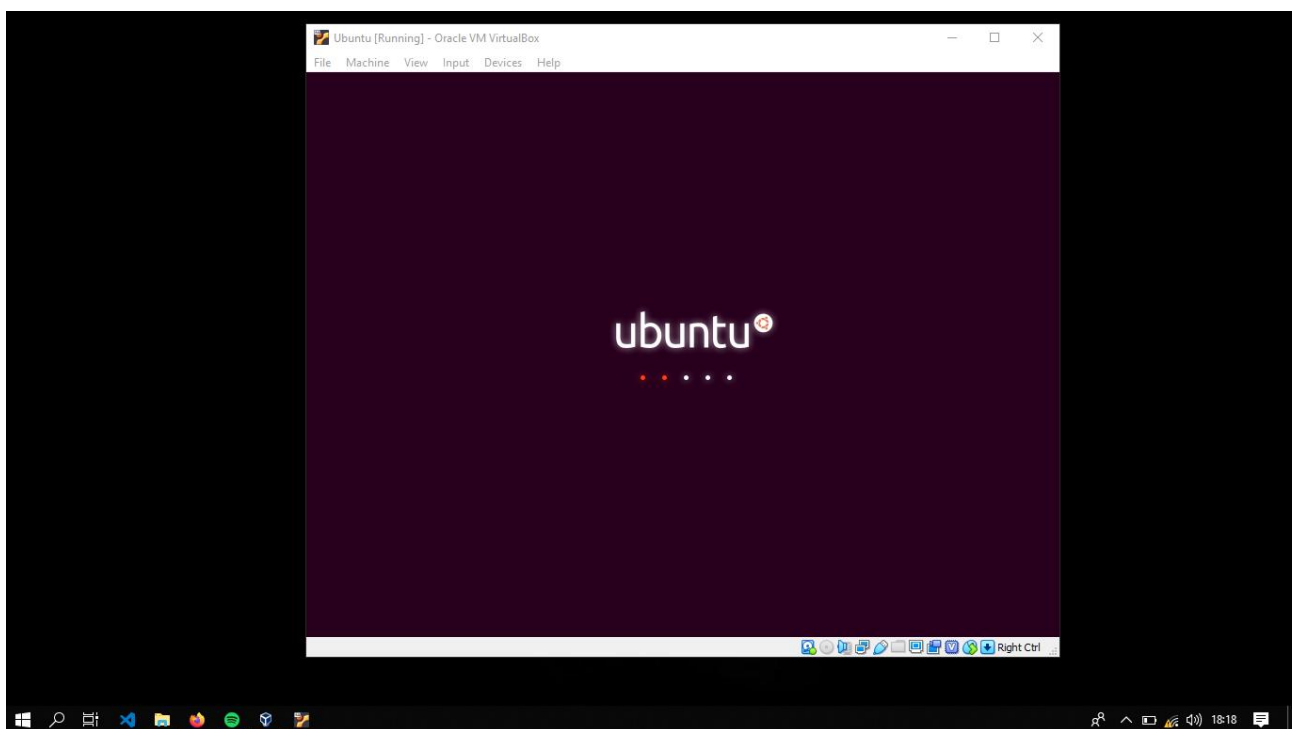 Ubuntu [Running] - Oracle VM VirtualBox
File Machine View Input Devices Help
ubuntu
Right Ctrl
18:18